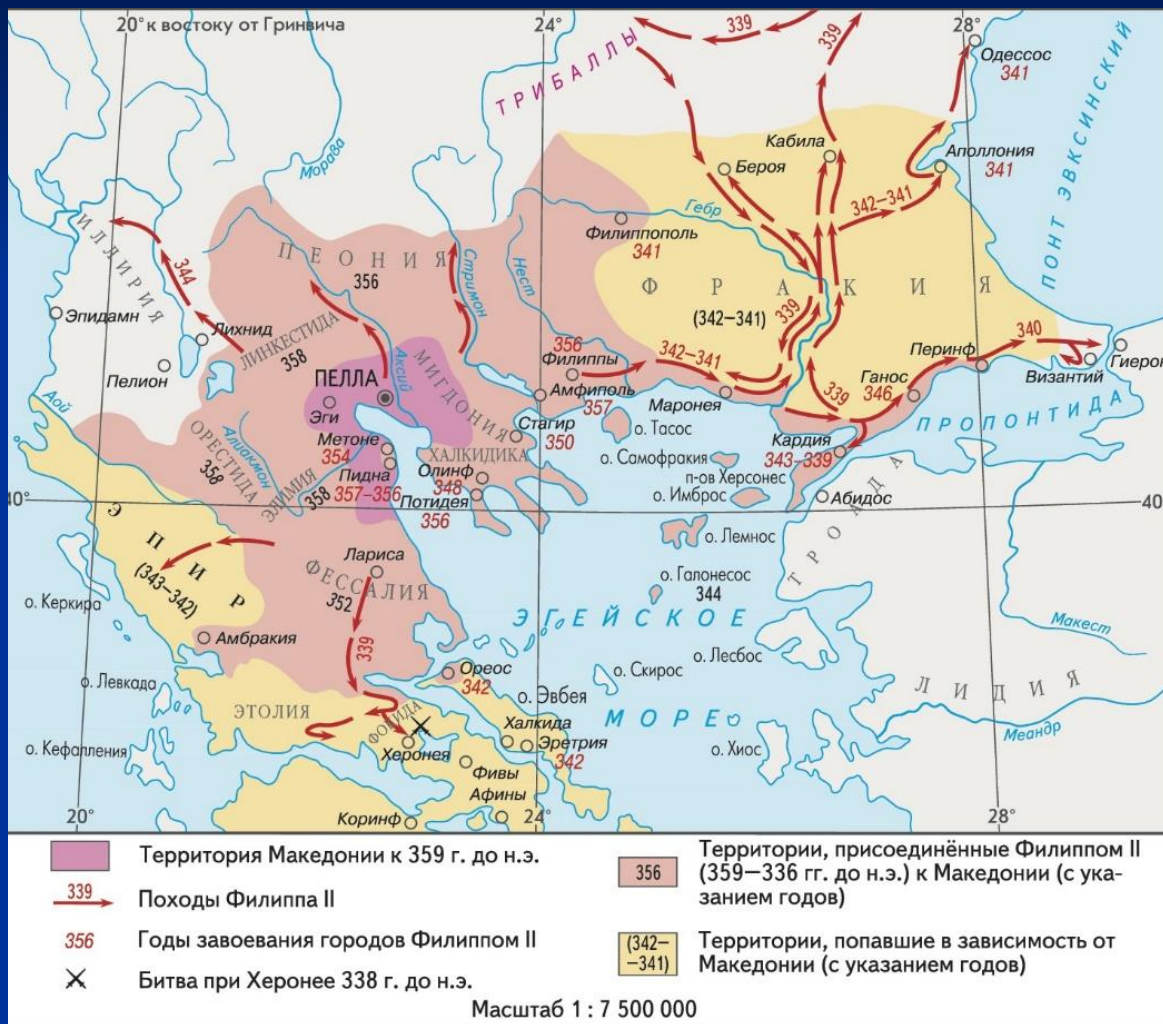 20° к востоку от Гринвича
24°
28°
339
339
Одессос
341
ТРИБАЛЛЫ
Морава
Кабила
Бероя
Аполлония
341
ПОНТ ЭВКСИНСКИЙ
Гебр
342–341
Филиппополь
341
ИЛЛИРИЯ
344
ПЕОНИЯ
356
Стримон
Нест
ФРАКИЯ
(342–341)
339
Эпидамн
Лихнид
ЛИНКЕСТИДА
358
Пелион
Аксий
МИГДОНИЯ
356
Филиппы
342–341
Перинф
340
Гиерон
Византий
ПЕЛЛА
Эги
Амфиполь
357
Маронея
339
Ганос
346
ПРОПОНТИДА
Аой
ОРЕСТИДА
358
Алиакмон
ЭЛИМИЯ
358
Метоне
354
Пидна
357–356
Стагир
350
ХАЛКИДИКА
Олинф
348
Потидея
356
о. Тасос
о. Самофракия
Кардия
343–339
п-ов Херсонес
о. Имброс
Абидос
40°
40
ЭПИР
(343–342)
Лариса
ФЕССАЛИЯ
352
о. Лемнос
ТРОАДА
о. Галонесос
344
о. Керкира
Амбракия
339
ЭГЕЙСКОЕ
МОРЕ
Макест
о. Лесбос
о. Скирос
Ореос
342
о. Левкада
о. Эвбея
ЛИДИЯ
ЭТОЛИЯ
ФОКИДА
Халкида
Эретрия
342
Меандр
о. Кефалления
Херонея
о. Хиос
Фивы
Афины
Коринф
20°
24°
28°
Территория Македонии к 359 г. до н.э.
339
Походы Филиппа II
356
Годы завоевания городов Филиппом II
Битва при Херонее 338 г. до н.э.
356
Территории, присоединённые Филиппом II
(359–336 гг. до н.э.) к Македонии (с ука-
занием годов)
(342–
–341)
Территории, попавшие в зависимость от
Македонии (с указанием годов)
Масштаб 1 : 7 500 000